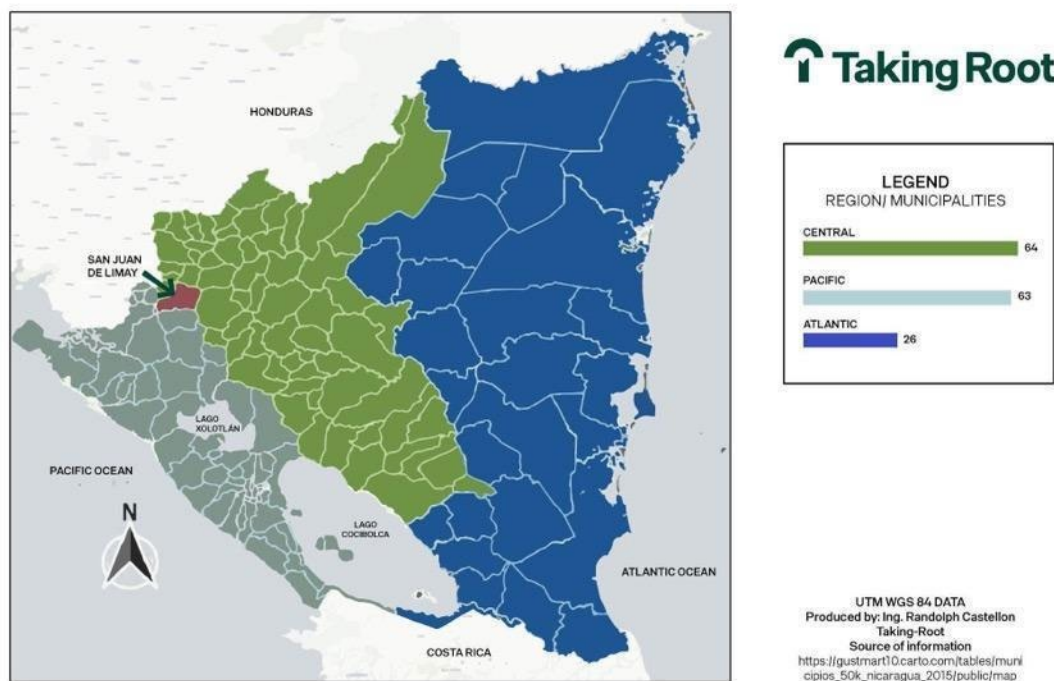 HONDURAS
SAN JUAN
DE LIMAY
LAGO
XOLOTLÁN
PACIFIC OCEAN
N
LAGO
COCIBOLCA
ATLANTIC OCEAN
COSTA RICA
Taking Root
LEGEND
REGION/ MUNICIPALITIES
CENTRAL
64
PACIFIC
63
ATLANTIC
26
UTM WGS 84 DATA
Produced by: Ing. Randolph Castellon
Taking-Root
Source of information
https://gustmart10.carto.com/tables/muni
cipios_50k_nicaragua_2015/public/map